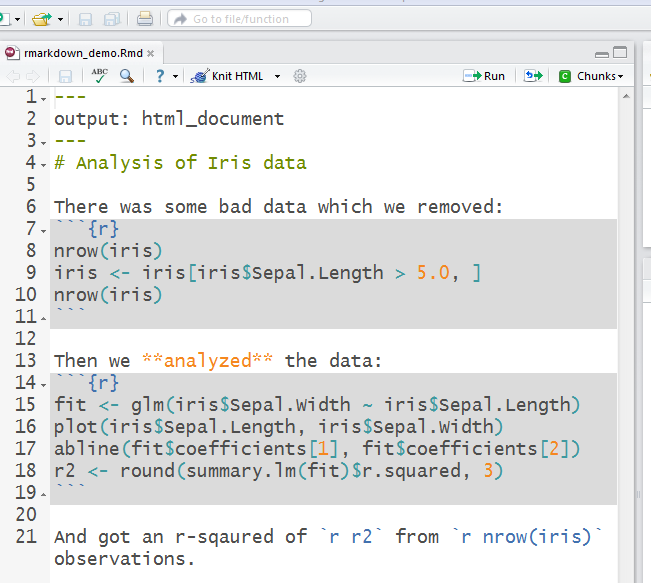 Go to file/function
rmarkdown_demo.Rmd ×
ABC ? Knit HTML Run C Chunks
1 ---
2 output: html_document
3 ---
4 # Analysis of Iris data
5
6 There was some bad data which we removed:
7 ```{r}
8 nrow(iris)
9 iris <- iris[iris$Sepal.Length > 5.0, ]
10 nrow(iris)
11 ```
12
13 Then we **analyzed** the data:
14 ```{r}
15 fit <- glm(iris$Sepal.Width ~ iris$Sepal.Length)
16 plot(iris$Sepal.Length, iris$Sepal.Width)
17 abline(fit$coefficients[1], fit$coefficients[2])
18 r2 <- round(summary.lm(fit)$r.squared, 3)
19 ```
20
21 And got an r-sqaured of `r r2` from `r nrow(iris)`
observations.